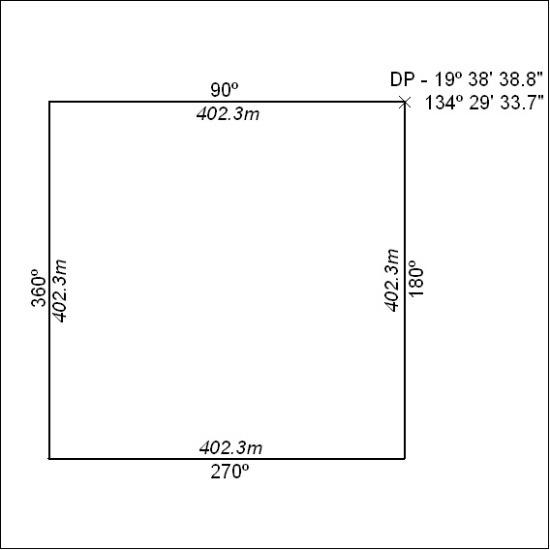 DP - 19º 38' 38.8"
134º 29' 33.7"
90º
402.3m
360º
402.3m
402.3m
180º
402.3m
270º